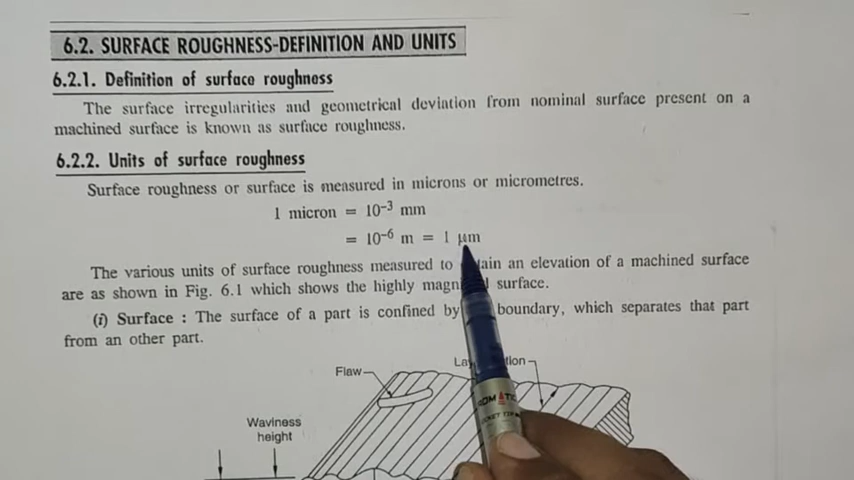 6.2. SURFACE ROUGHNESS-DEFINITION AND UNITS
6.2.1. Definition of surface roughness
The surface irregularities and geometrical deviation from nominal surface present on a
machined surface is known as surface roughness.
6.2.2. Units of surface roughness
Surface roughness or surface is measured in microns or micrometres.
1 micron = 10⁻³ mm
= 10⁻⁶ m = 1 μm
The various units of surface roughness measured to an elevation of a machined surface
are as shown in Fig. 6.1 which shows the highly surface.
(i) Surface : The surface of a part is confined by boundary, which separates that part
from an other part.
Flaw
Waviness
height